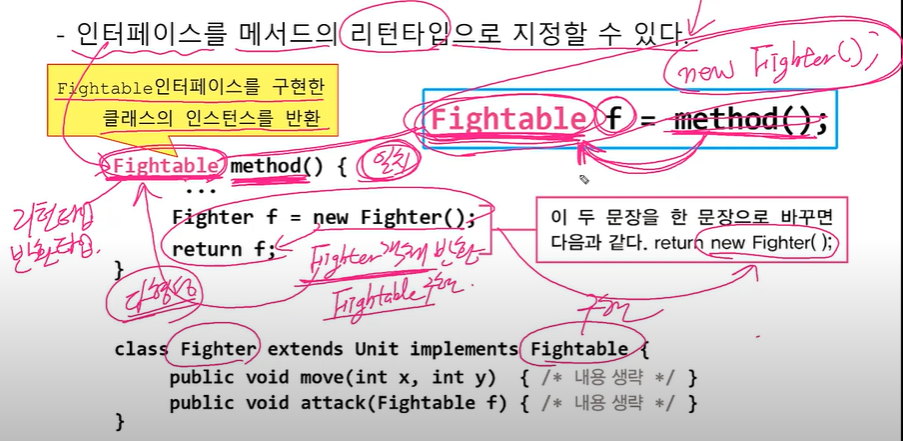 - 인터페이스를 메서드의 리턴타입으로 지정할 수 있다.
new Fighter();
Fightable인터페이스를 구현한
클래스의 인스턴스를 반환
Fightable f = method();
Fightable method() {
일치
...
Fighter f = new Fighter();
return f;
}
리턴타입
반환타입.
다형성
Fighter객체 반환
Fightable 구현.
이 두 문장을 한 문장으로 바꾸면
다음과 같다. return new Fighter( );
구현
class Fighter extends Unit implements Fightable {
public void move(int x, int y) { /* 내용 생략 */ }
public void attack(Fightable f) { /* 내용 생략 */ }
}